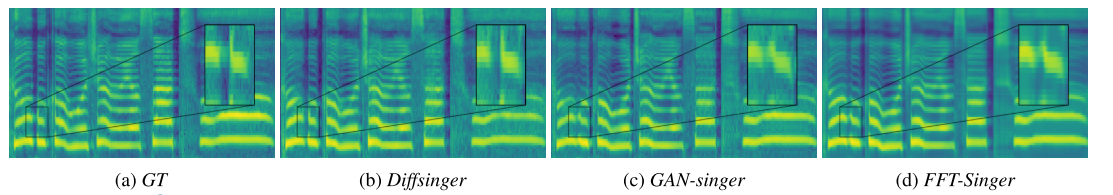 (a) GT
(b) Diffsinger
(c) GAN-singer
(d) FFT-Singer